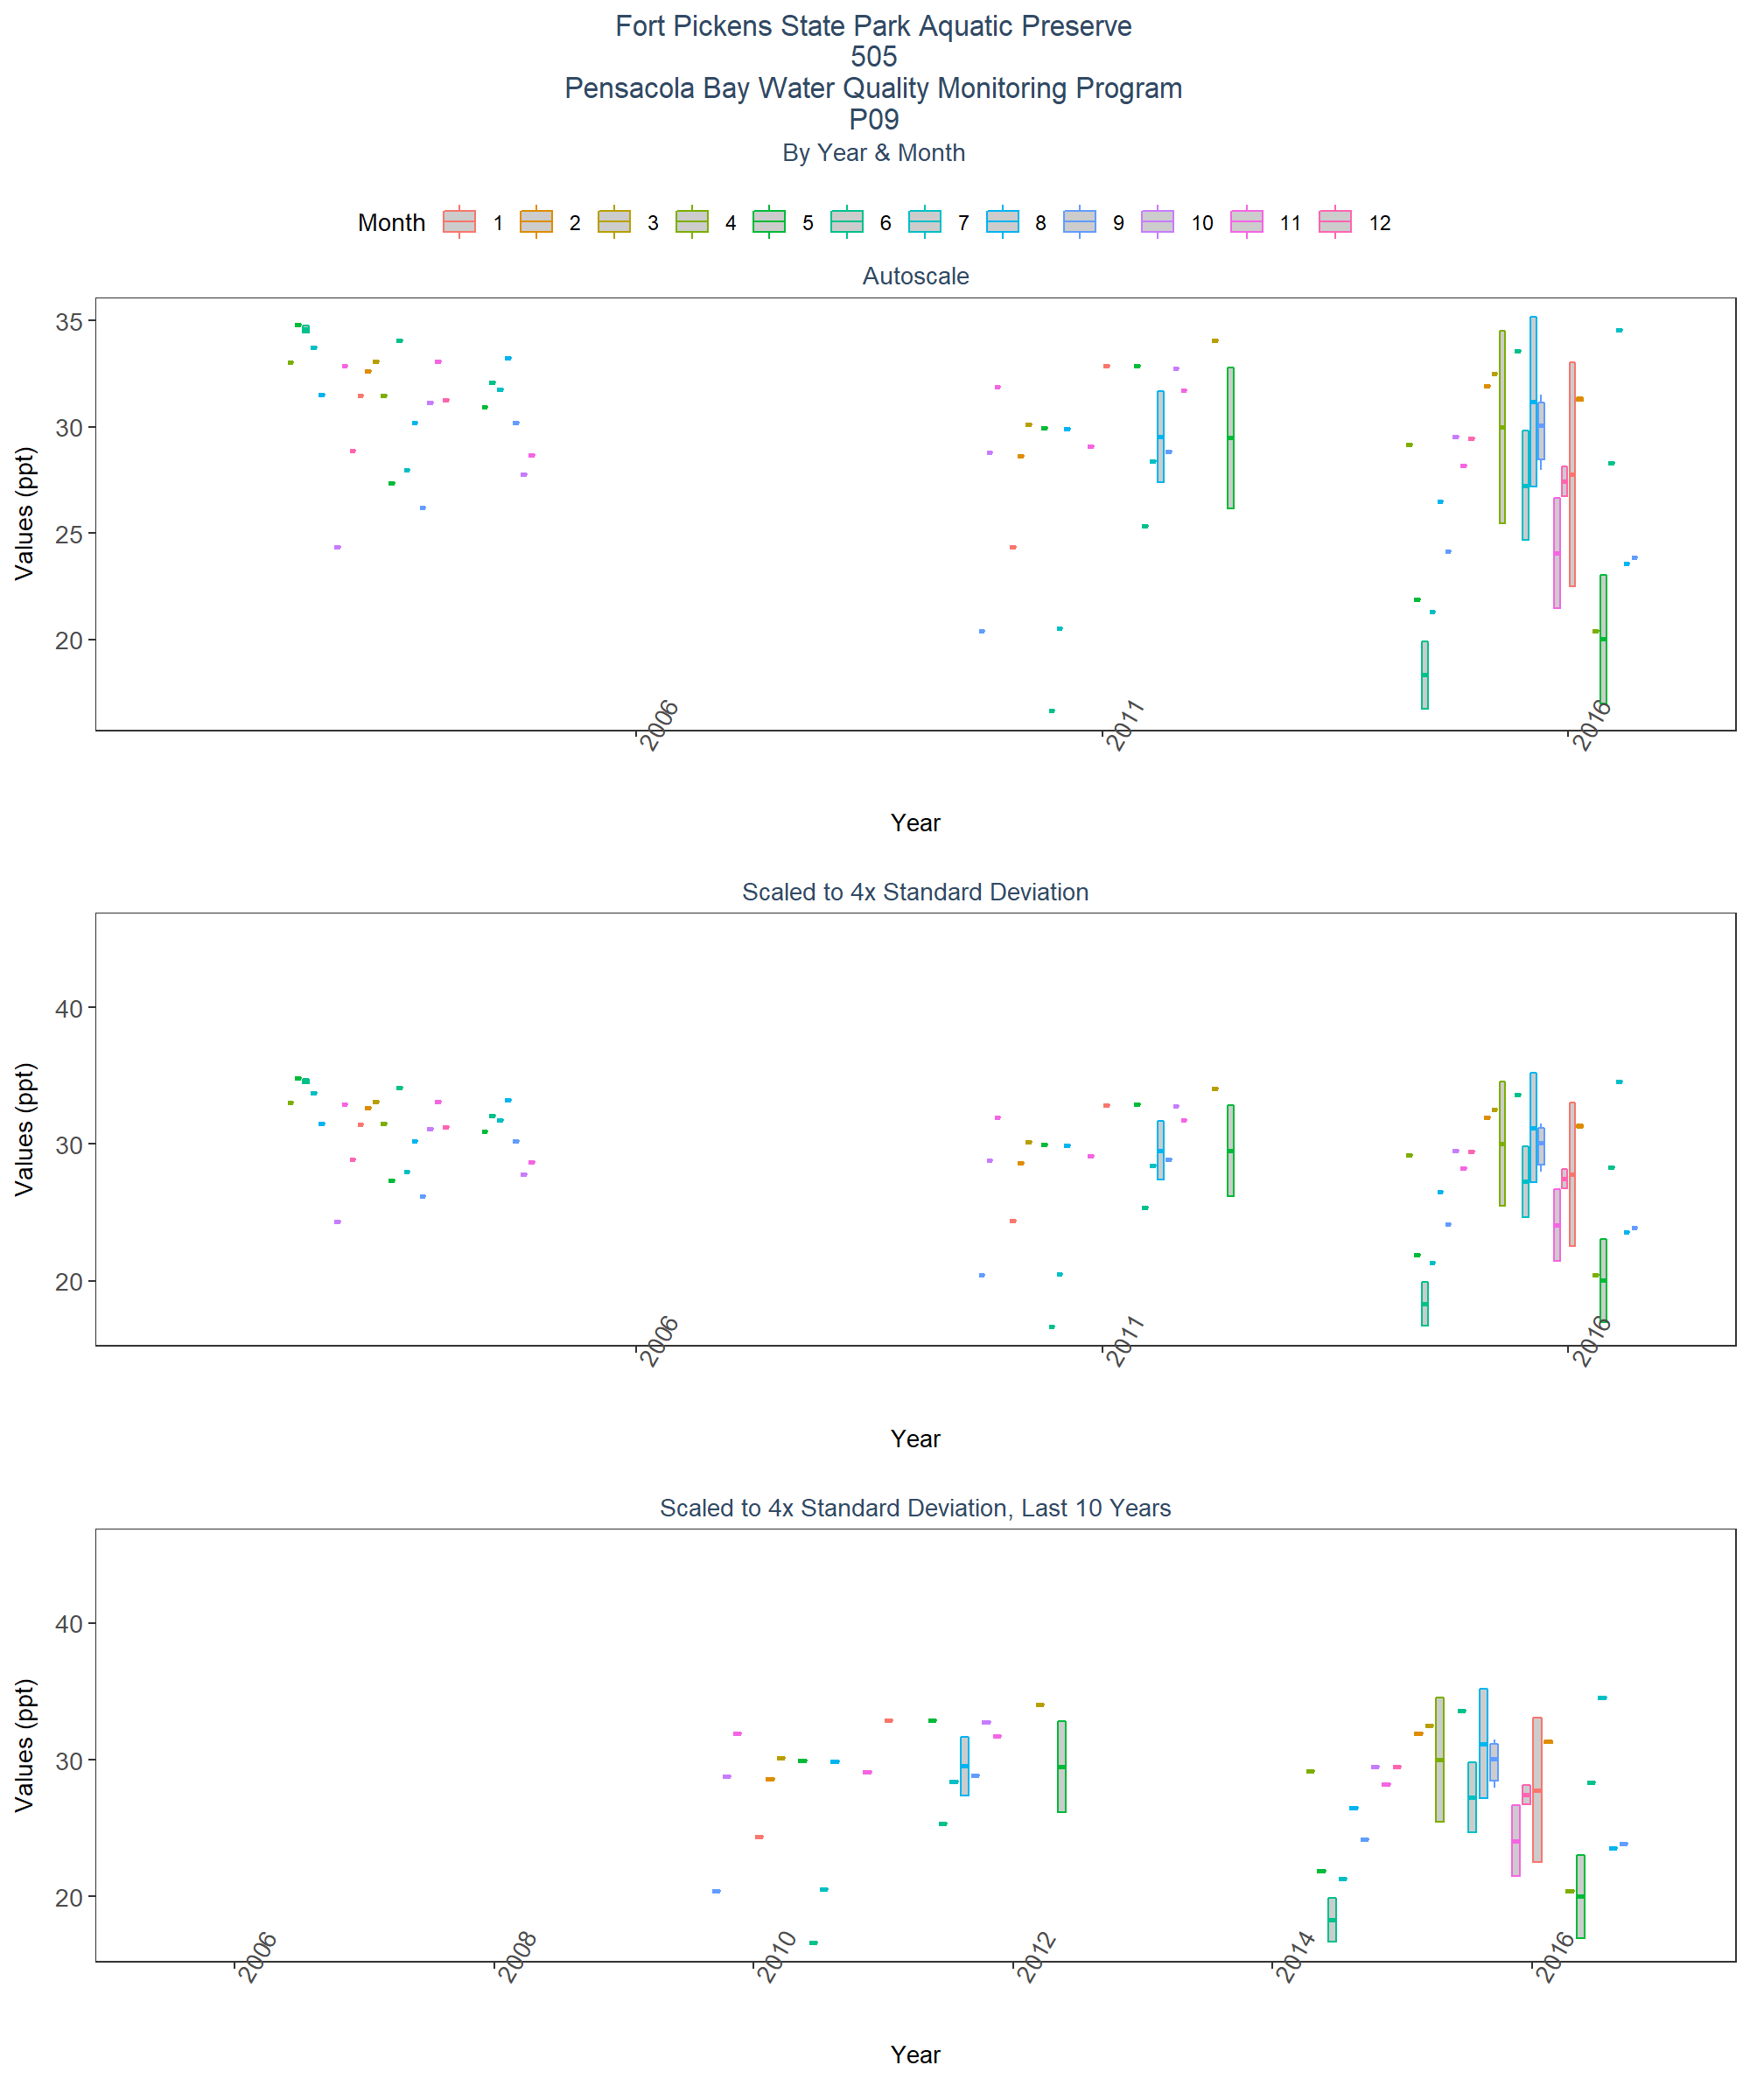 Fort Pickens State Park Aquatic Preserve
505
Pensacola Bay Water Quality Monitoring Program
P09
By Year & Month
Month 1 2 3 4 5 6 7 8 9 10 11 12
Autoscale
35
30
25
20
Values (ppt)
2006 2011 2016
Year
Scaled to 4x Standard Deviation
40
30
20
Values (ppt)
2006 2011 2016
Year
Scaled to 4x Standard Deviation, Last 10 Years
40
30
20
Values (ppt)
2006 2008 2010 2012 2014 2016
Year